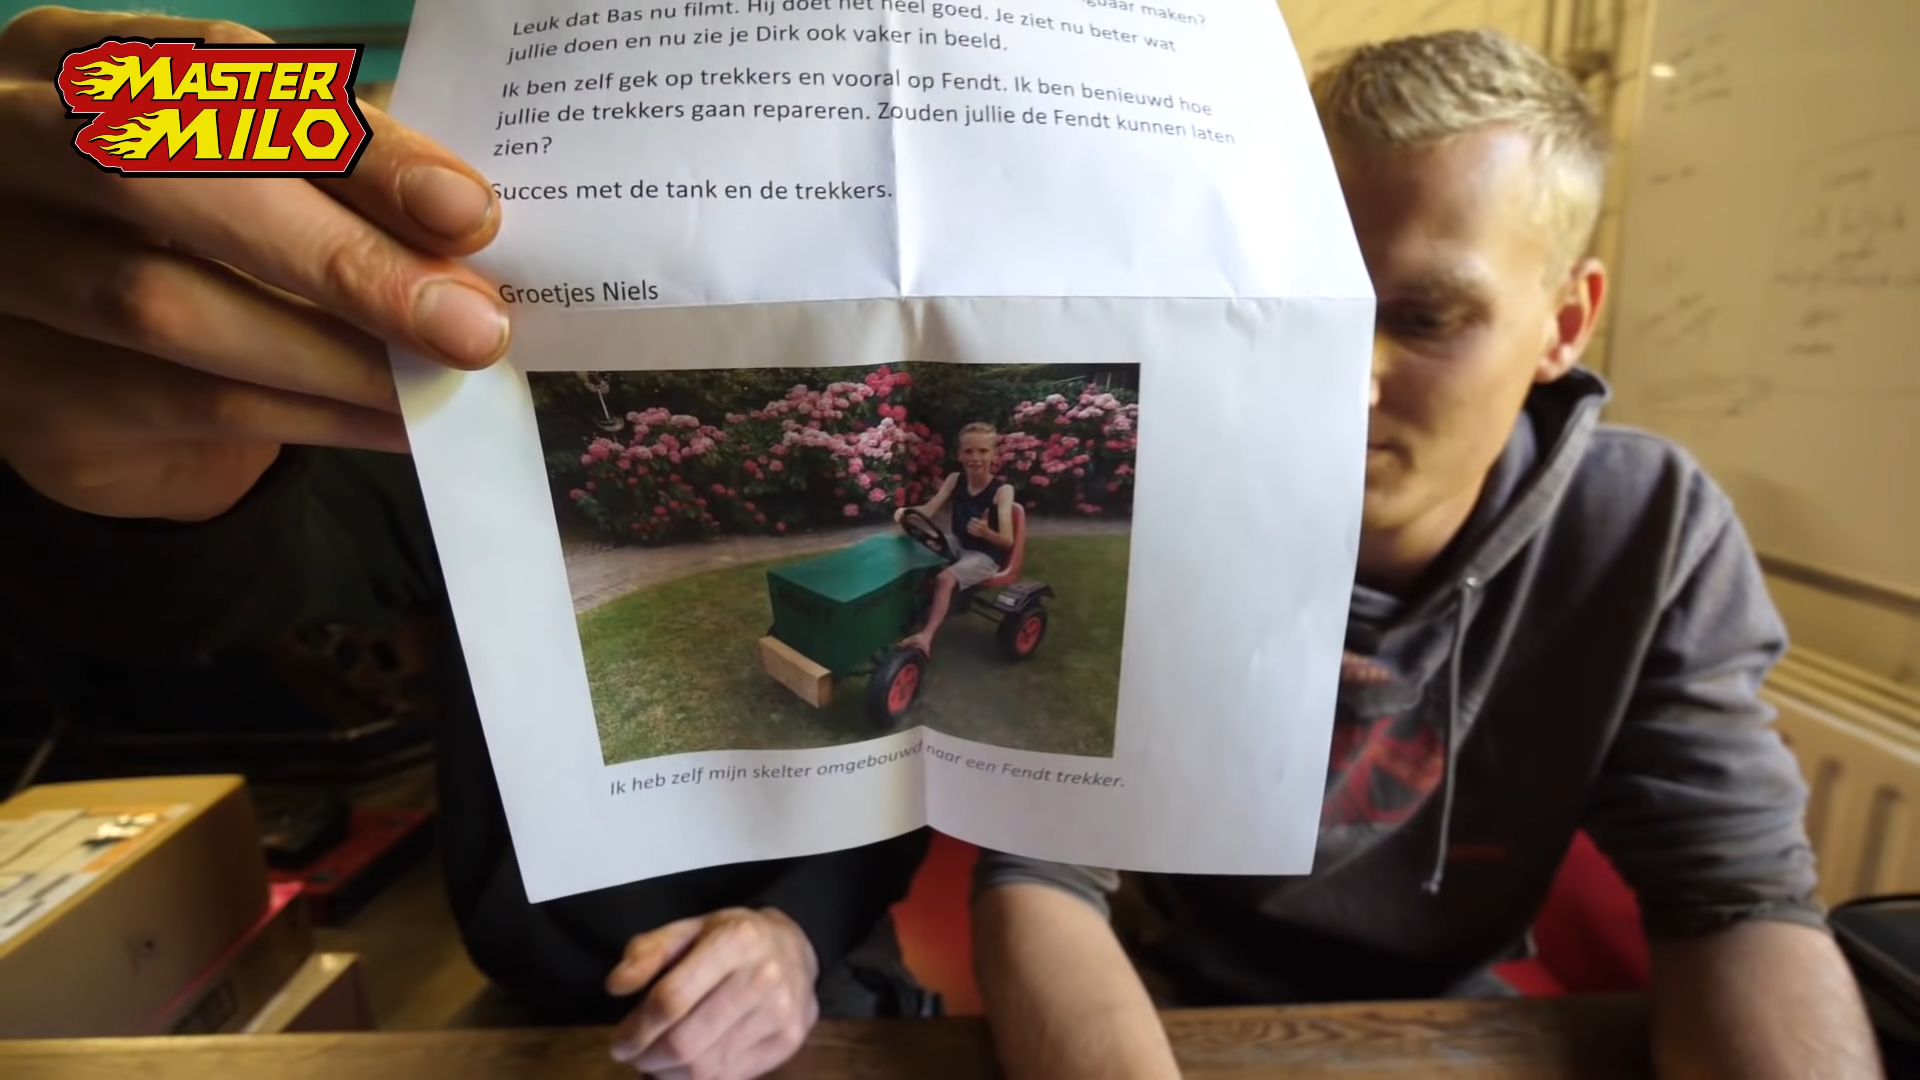 MASTER
MILO
maken?
Leuk dat Bas nu filmt. Hij doet het heel goed. Je ziet nu beter wat
jullie doen en nu zie je Dirk ook vaker in beeld.
Ik ben zelf gek op trekkers en vooral op Fendt. Ik ben benieuwd hoe
jullie de trekkers gaan repareren. Zouden jullie de Fendt kunnen laten
zien?
Succes met de tank en de trekkers.
Groetjes Niels
Ik heb zelf mijn skelter omgebouwd naar een Fendt trekker.